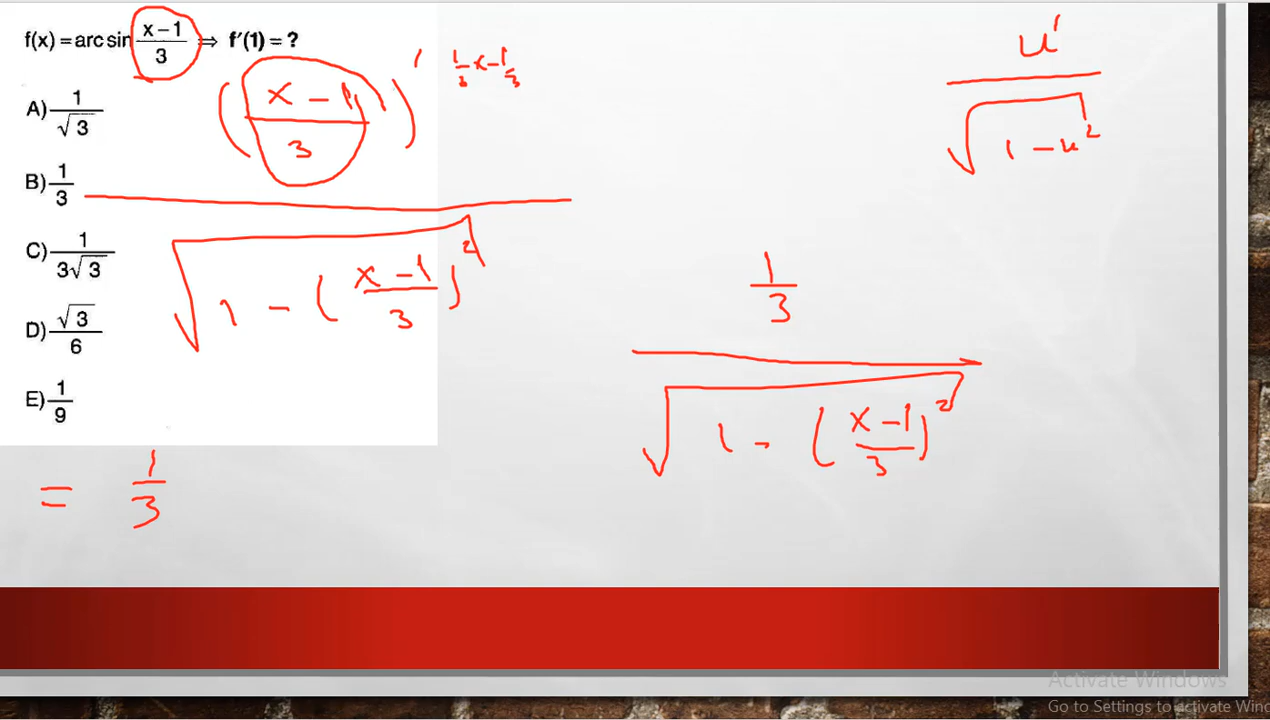 f(x) = arc sin (x−1)/3 ⇒ f'(1) = ?
A) 1/√3
B) 1/3
C) 1/(3√3)
D) √3/6
E) 1/9
((x−1)/3)' 1/3 x − 1/3
√(1 − ((x−1)/3)²)
= 1/3
u'
√(1−u²)
1/3
√(1 − ((x−1)/3)²)
Activate Windows
Go to Settings to activate Wind